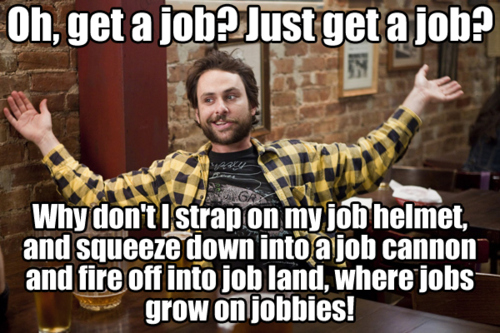 Oh, get a job? Just get a job?
Why don't I strap on my job helmet,
and squeeze down into a job cannon
and fire off into job land, where jobs
grow on jobbies!